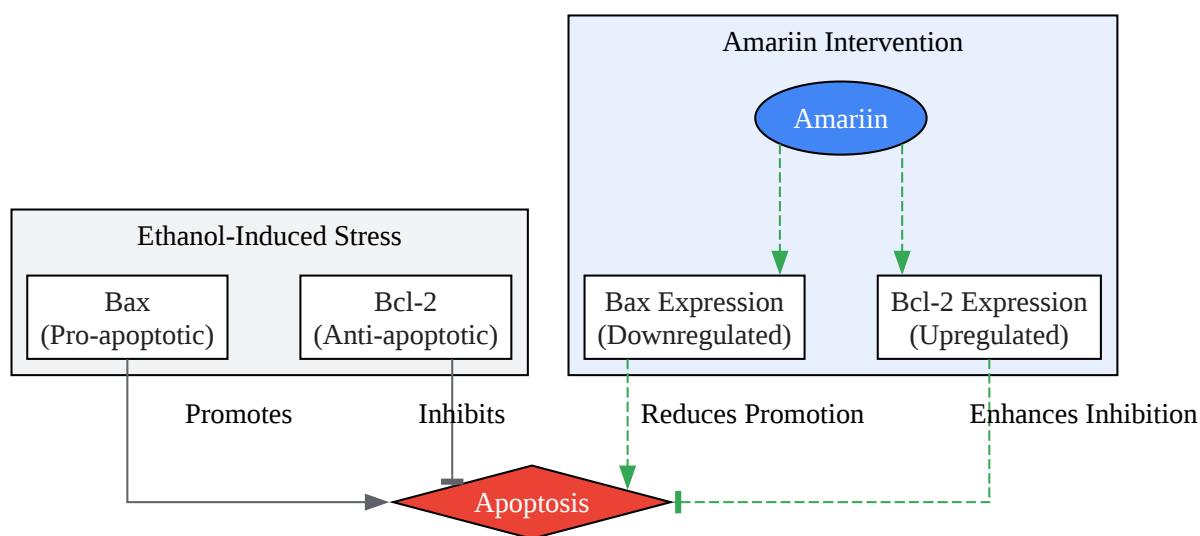 Amariin Intervention
Amariin
Ethanol-Induced Stress
Bax
(Pro-apoptotic)
Bcl-2
(Anti-apoptotic)
Bax Expression
(Downregulated)
Bcl-2 Expression
(Upregulated)
Promotes
Inhibits
Reduces Promotion
Enhances Inhibition
Apoptosis